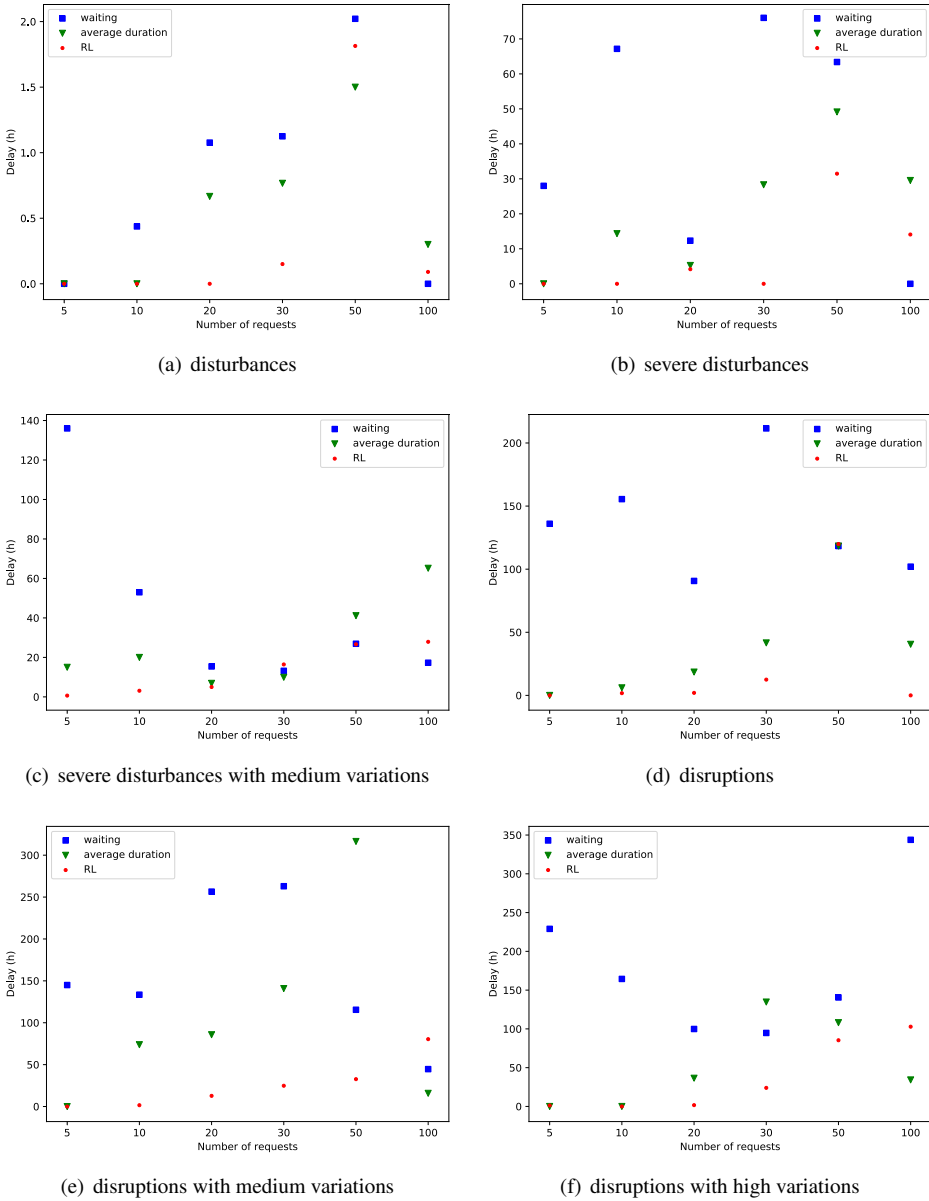 waiting
average duration
RL
2.0
1.5
1.0
0.5
0.0
Delay (h)
5 10 20 30 50 100
Number of requests
(a) disturbances
waiting
average duration
RL
70
60
50
40
30
20
10
0
Delay (h)
5 10 20 30 50 100
Number of requests
(b) severe disturbances
waiting
average duration
RL
140
120
100
80
60
40
20
0
Delay (h)
5 10 20 30 50 100
Number of requests
(c) severe disturbances with medium variations
waiting
average duration
RL
200
150
100
50
0
Delay (h)
5 10 20 30 50 100
Number of requests
(d) disruptions
waiting
average duration
RL
300
250
200
150
100
50
0
Delay (h)
5 10 20 30 50 100
Number of requests
(e) disruptions with medium variations
waiting
average duration
RL
350
300
250
200
150
100
50
0
Delay (h)
5 10 20 30 50 100
Number of requests
(f) disruptions with high variations